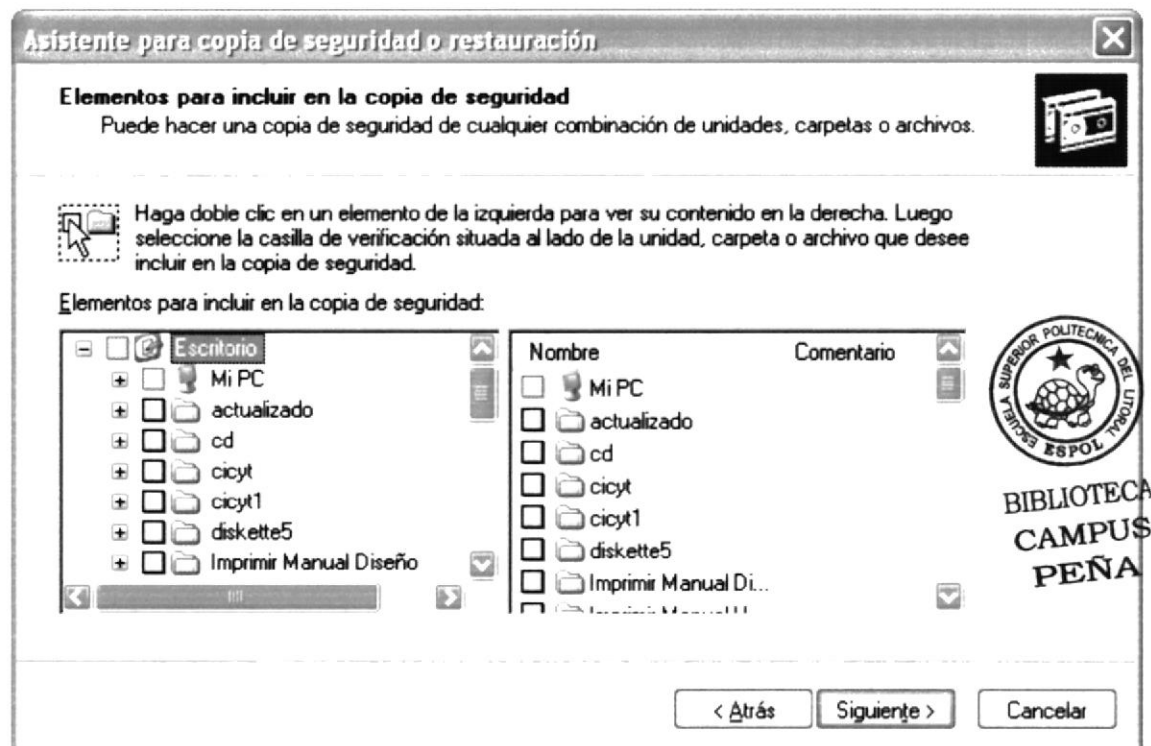 Asistente para copia de seguridad o restauración
Elementos para incluir en la copia de seguridad
Puede hacer una copia de seguridad de cualquier combinación de unidades, carpetas o archivos.
Haga doble clic en un elemento de la izquierda para ver su contenido en la derecha. Luego
seleccione la casilla de verificación situada al lado de la unidad, carpeta o archivo que desee
incluir en la copia de seguridad.
Elementos para incluir en la copia de seguridad:
Escritorio
Mi PC
actualizado
cd
cicyt
cicyt1
diskette5
Imprimir Manual Diseño
Nombre Comentario
Mi PC
actualizado
cd
cicyt
cicyt1
diskette5
Imprimir Manual Di...
ESCUELA SUPERIOR POLITECNICA DEL LITORAL
ESPOL
BIBLIOTECA
CAMPUS
PEÑA
< Atrás Siguiente > Cancelar